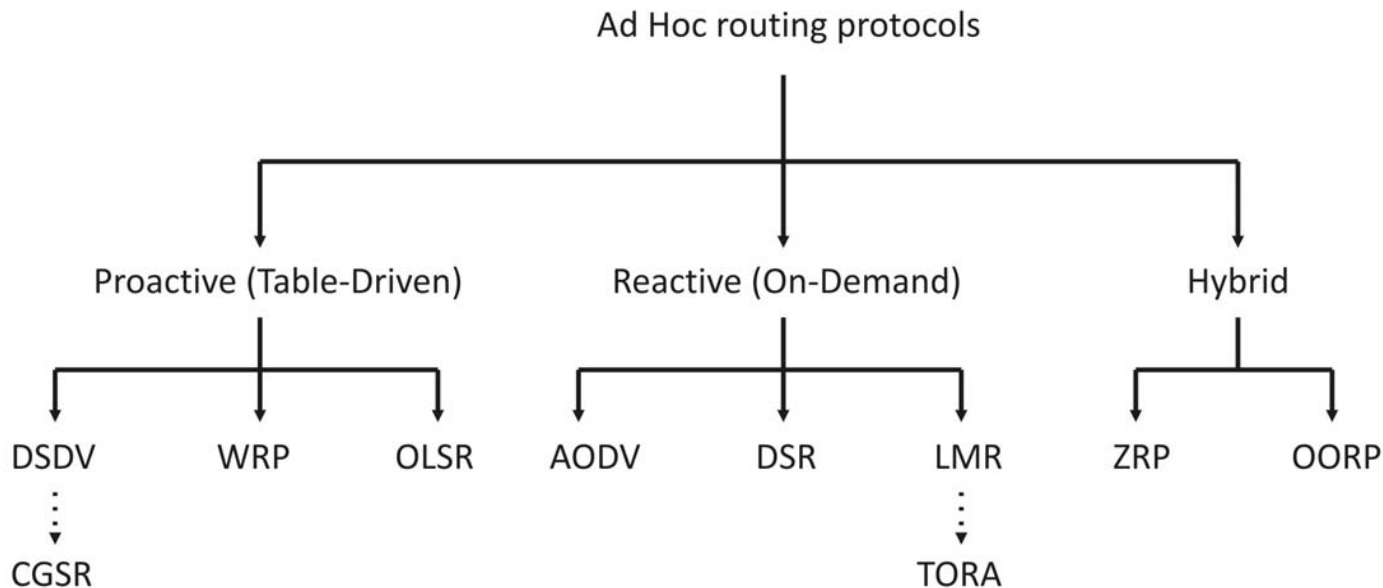 Ad Hoc routing protocols
Proactive (Table-Driven)
Reactive (On-Demand)
Hybrid
DSDV
WRP
OLSR
AODV
DSR
LMR
ZRP
OORP
CGSR
TORA